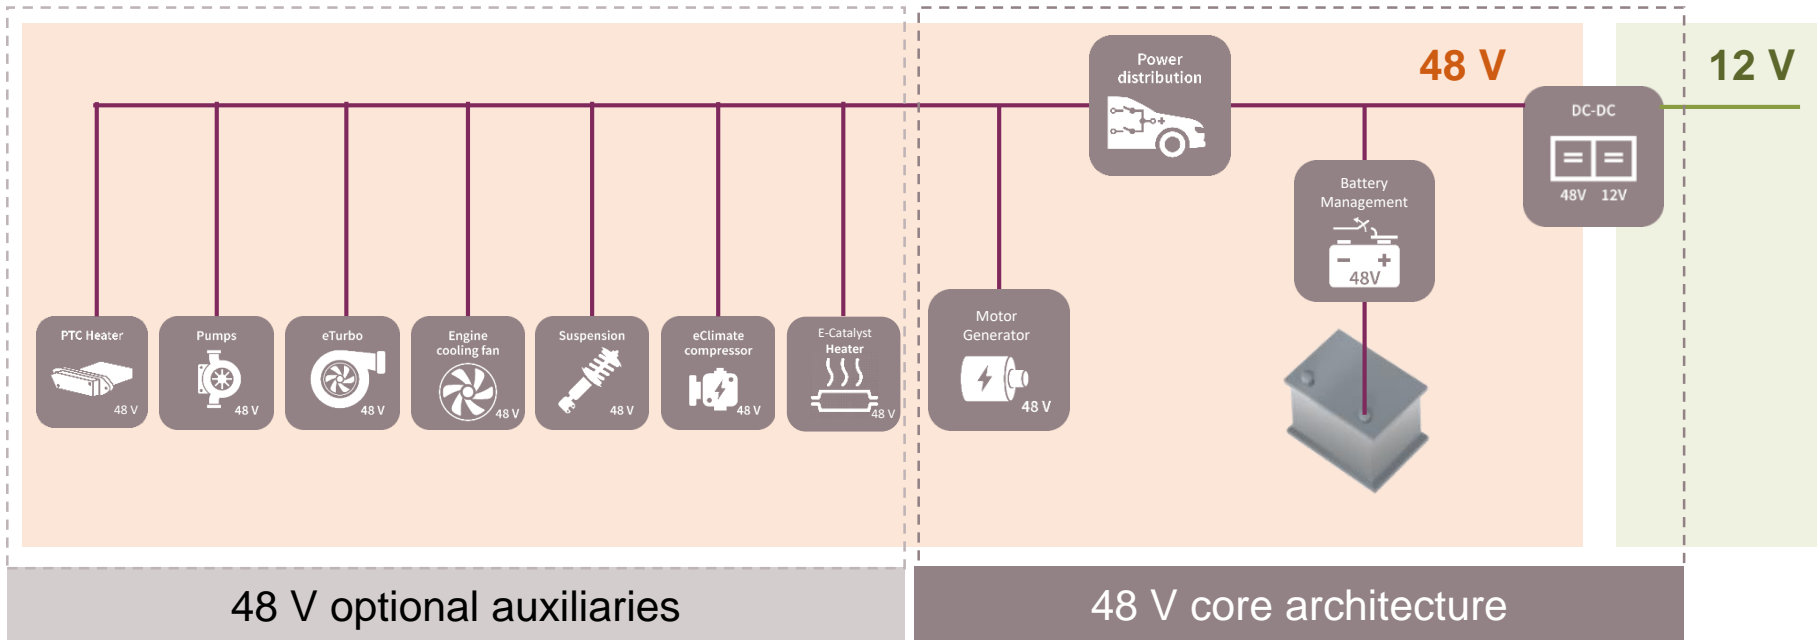 48 V
12 V
Power
distribution
DC-DC
48V 12V
Battery
Management
48V
Motor
Generator
48 V
PTC Heater
48 V
Pumps
48 V
eTurbo
48 V
Engine
cooling fan
48 V
Suspension
48 V
eClimate
compressor
48 V
E-Catalyst
Heater
48 V
48 V optional auxiliaries
48 V core architecture